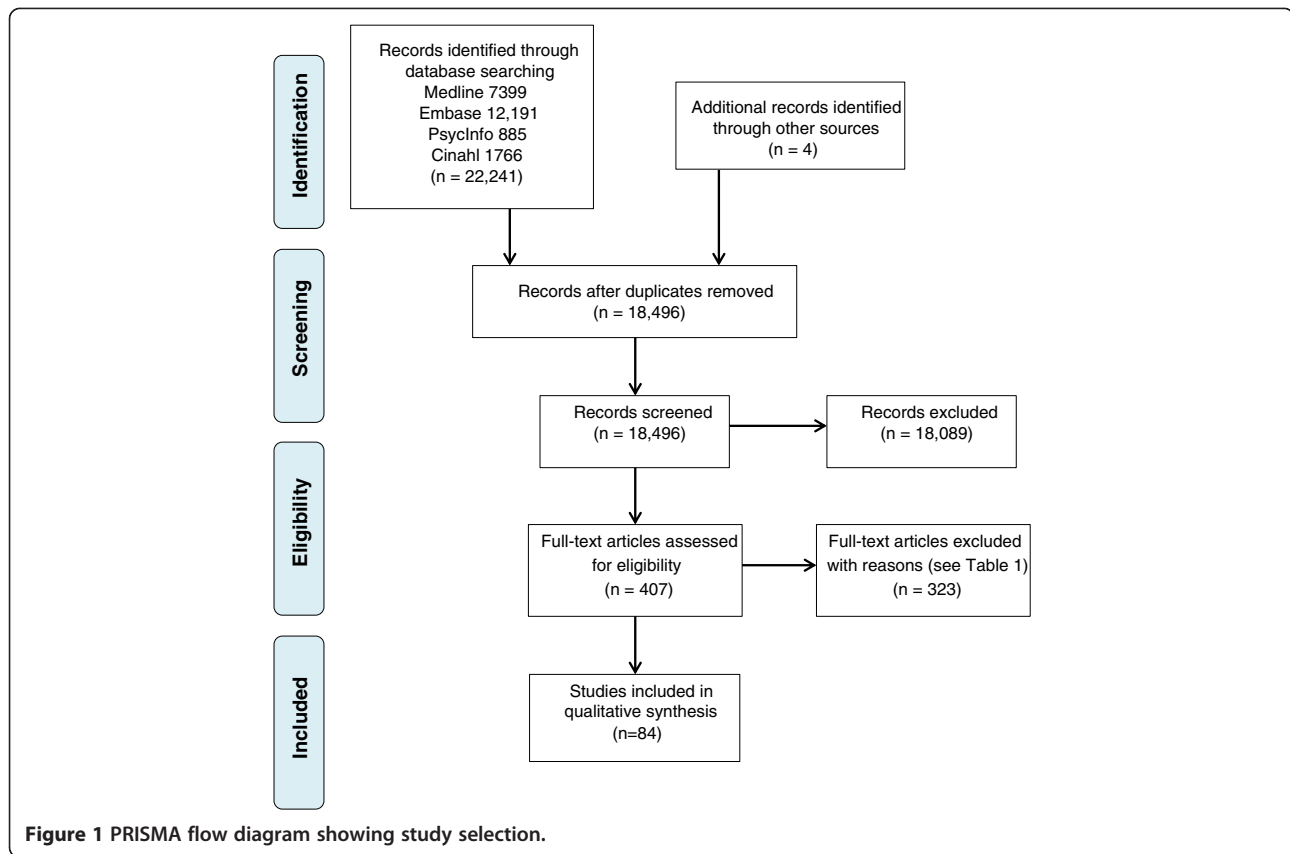 Identification
Records identified through
database searching
Medline 7399
Embase 12,191
PsycInfo 885
Cinahl 1766
(n = 22,241)
Additional records identified
through other sources
(n = 4)
Screening
Records after duplicates removed
(n = 18,496)
Records screened
(n = 18,496)
Records excluded
(n = 18,089)
Eligibility
Full-text articles assessed
for eligibility
(n = 407)
Full-text articles excluded
with reasons (see Table 1)
(n = 323)
Included
Studies included in
qualitative synthesis
(n=84)
Figure 1 PRISMA flow diagram showing study selection.